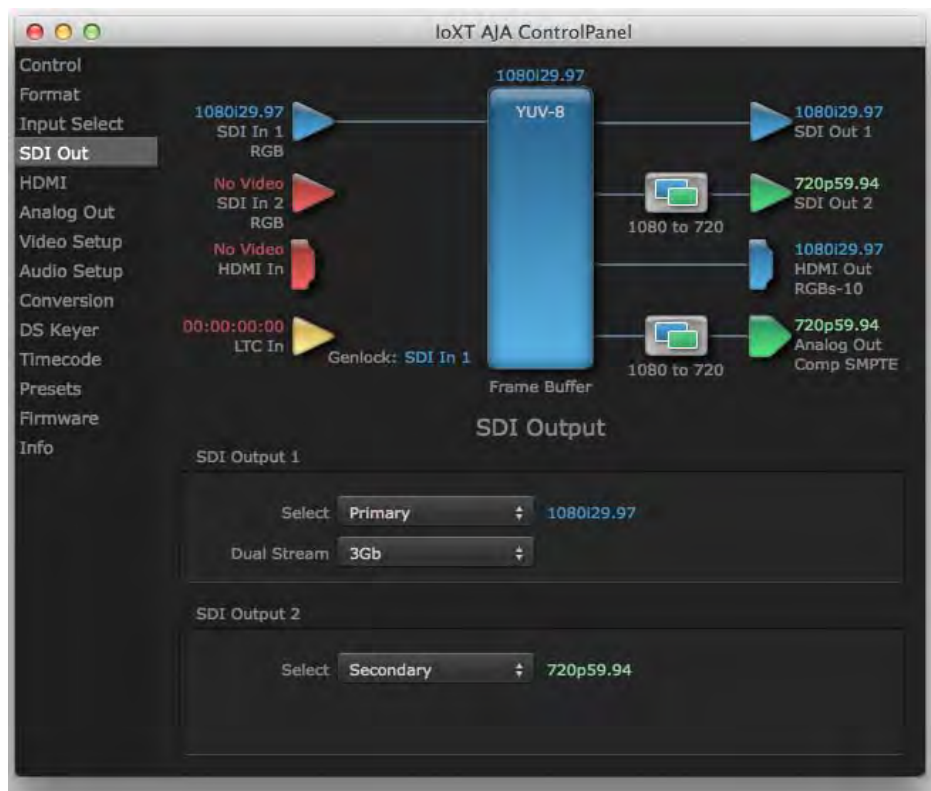 IoXT AJA ControlPanel
Control
Format
Input Select
SDI Out
HDMI
Analog Out
Video Setup
Audio Setup
Conversion
DS Keyer
Timecode
Presets
Firmware
Info
1080i29.97
YUV-8
1080i29.97
SDI In 1
RGB
No Video
SDI In 2
RGB
No Video
HDMI In
00:00:00:00
LTC In
Genlock: SDI In 1
Frame Buffer
1080i29.97
SDI Out 1
1080 to 720
720p59.94
SDI Out 2
1080i29.97
HDMI Out
RGBs-10
1080 to 720
720p59.94
Analog Out
Comp SMPTE
SDI Output
SDI Output 1
Select Primary 1080i29.97
Dual Stream 3Gb
SDI Output 2
Select Secondary 720p59.94